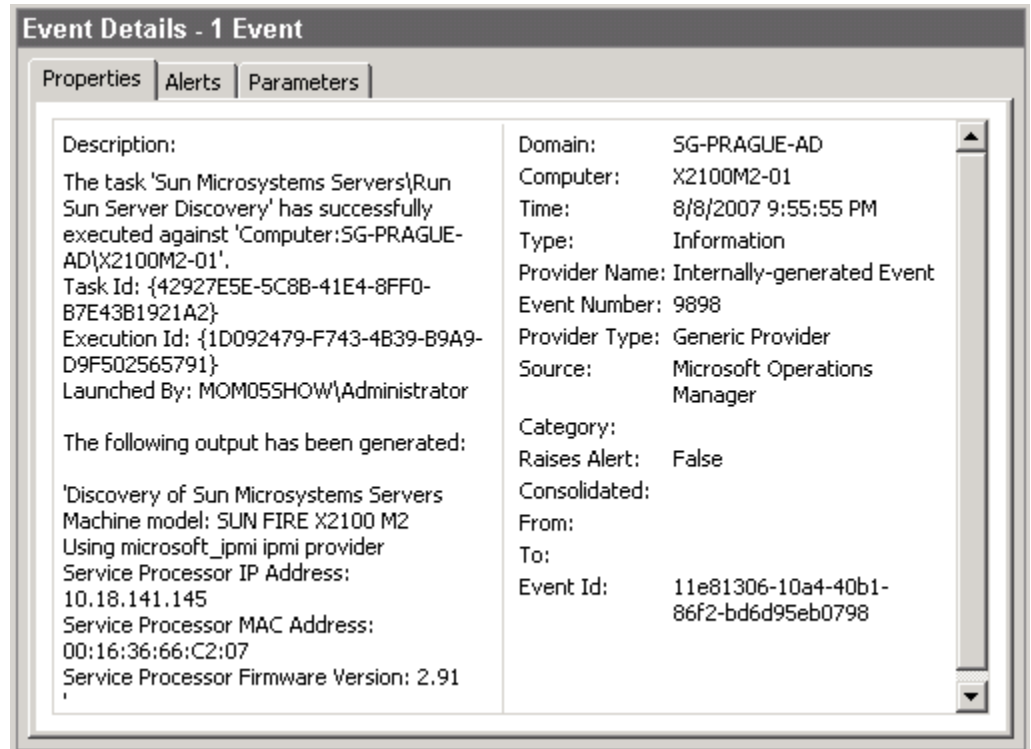 Event Details - 1 Event
Properties
Alerts
Parameters
Description:
The task 'Sun Microsystems Servers\Run
Sun Server Discovery' has successfully
executed against 'Computer:SG-PRAGUE-
AD\X2100M2-01'.
Task Id: {42927E5E-5C8B-41E4-8FF0-
B7E43B1921A2}
Execution Id: {1D092479-F743-4B39-B9A9-
D9F502565791}
Launched By: MOM05SHOW\Administrator
The following output has been generated:
'Discovery of Sun Microsystems Servers
Machine model: SUN FIRE X2100 M2
Using microsoft_ipmi ipmi provider
Service Processor IP Address:
10.18.141.145
Service Processor MAC Address:
00:16:36:66:C2:07
Service Processor Firmware Version: 2.91
'
Domain: SG-PRAGUE-AD
Computer: X2100M2-01
Time: 8/8/2007 9:55:55 PM
Type: Information
Provider Name: Internally-generated Event
Event Number: 9898
Provider Type: Generic Provider
Source: Microsoft Operations
Manager
Category:
Raises Alert: False
Consolidated:
From:
To:
Event Id: 11e81306-10a4-40b1-
86f2-bd6d95eb0798